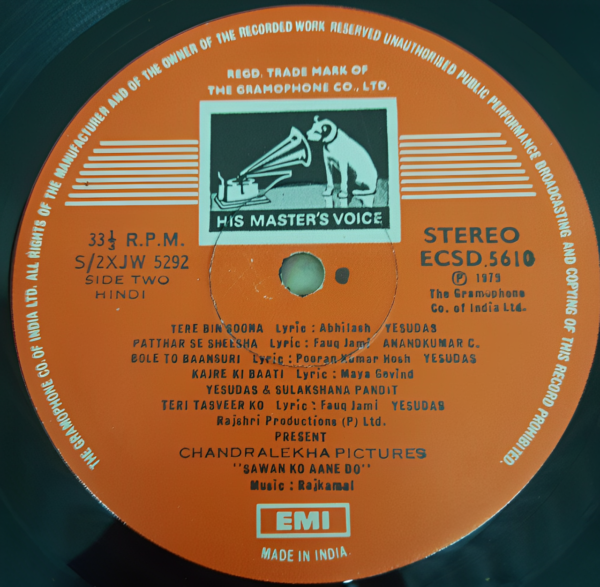 THE GRAMOPHONE CO. OF INDIA LTD. ALL RIGHTS OF THE MANUFACTURER AND OF THE OWNER OF THE RECORDED WORK RESERVED UNAUTHORISED PUBLIC PERFORMANCE BROADCASTING AND COPYING OF THIS RECORD PROHIBITED.
REGD. TRADE MARK OF
THE GRAMOPHONE CO., LTD.
HIS MASTER'S VOICE
33⅓ R.P.M.
S/2XJW 5292
SIDE TWO
HINDI
STEREO
ECSD.5610
Ⓟ 1979
The Gramophone
Co. of India Ltd.
TERE BIN SOONA Lyric : Abhilash YESUDAS
PATTHAR SE SHEESHA Lyric : Fauq Jami ANANDKUMAR C.
BOLE TO BAANSURI Lyric : Pooran Kumar Hosh YESUDAS
KAJRE KI BAATI Lyric : Maya Govind
YESUDAS & SULAKSHANA PANDIT
TERI TASVEER KO Lyric : Fauq Jami YESUDAS
Rajshri Productions (P) Ltd.
PRESENT
CHANDRALEKHA PICTURES
"SAWAN KO AANE DO"
Music : Rajkamal
EMI
MADE IN INDIA.